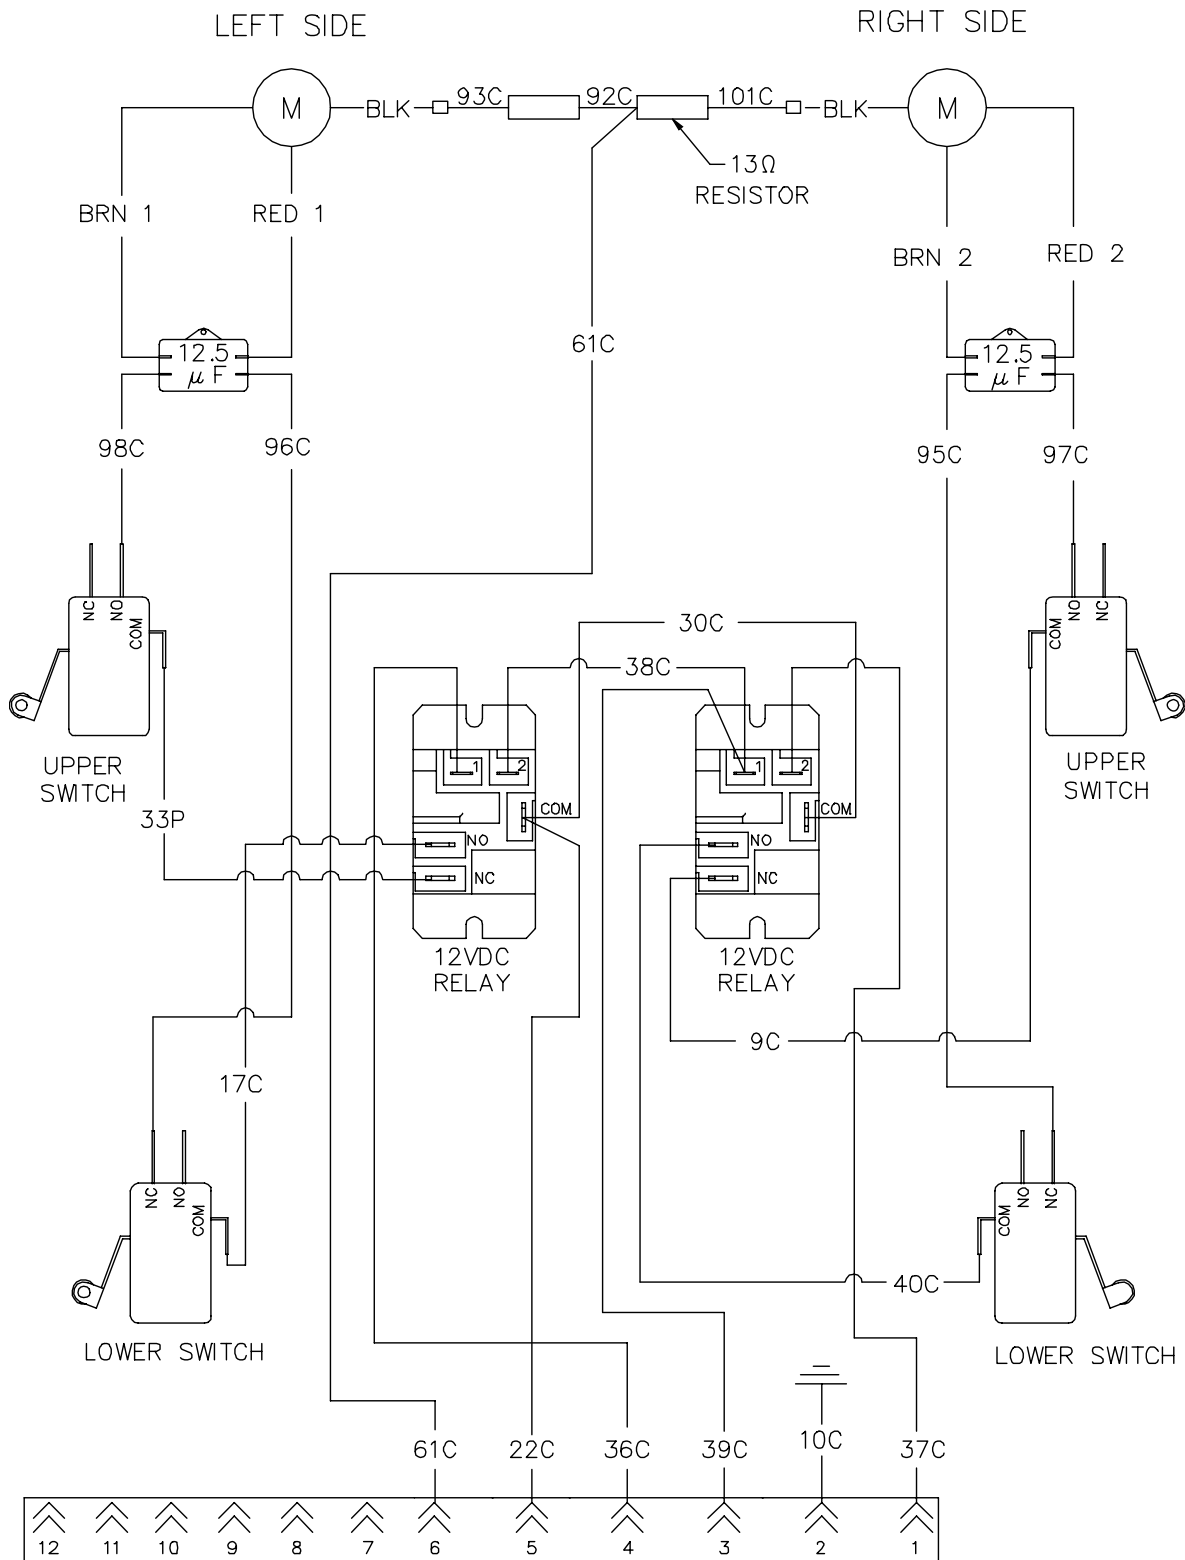 LEFT SIDE
RIGHT SIDE
M
BLK
93C
92C
101C
BLK
M
13Ω
RESISTOR
BRN 1
RED 1
BRN 2
RED 2
61C
12.5
µ F
12.5
µ F
98C
96C
95C
97C
NC
NO
COM
UPPER
SWITCH
NO
NC
COM
UPPER
SWITCH
30C
38C
33P
1
2
COM
NO
NC
12VDC
RELAY
1
2
COM
NO
NC
12VDC
RELAY
9C
17C
NC
NO
COM
LOWER SWITCH
NO
NC
COM
LOWER SWITCH
40C
61C
22C
36C
39C
10C
37C
12
11
10
9
8
7
6
5
4
3
2
1